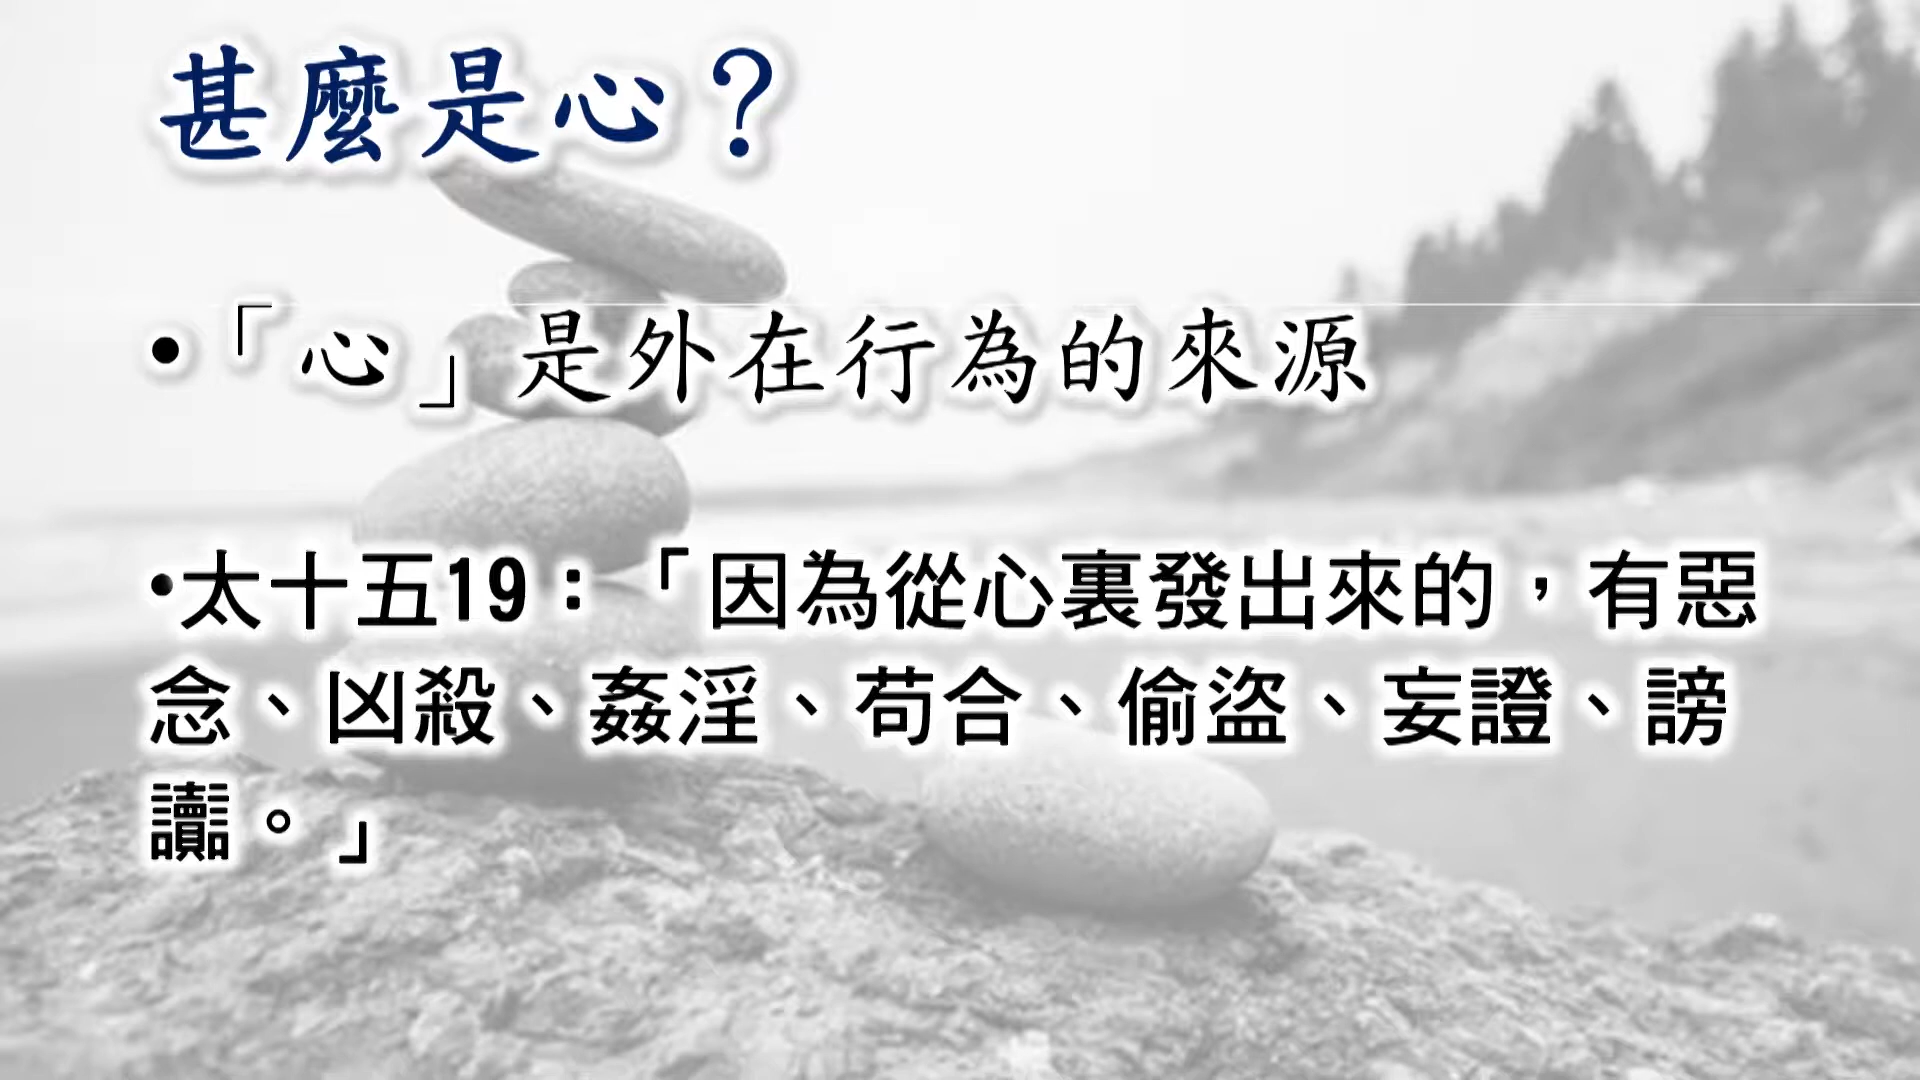 甚麼是心？
•「心」是外在行為的來源
•太十五19：「因為從心裏發出來的，有惡
念、凶殺、姦淫、苟合、偷盜、妄證、謗
讟。」